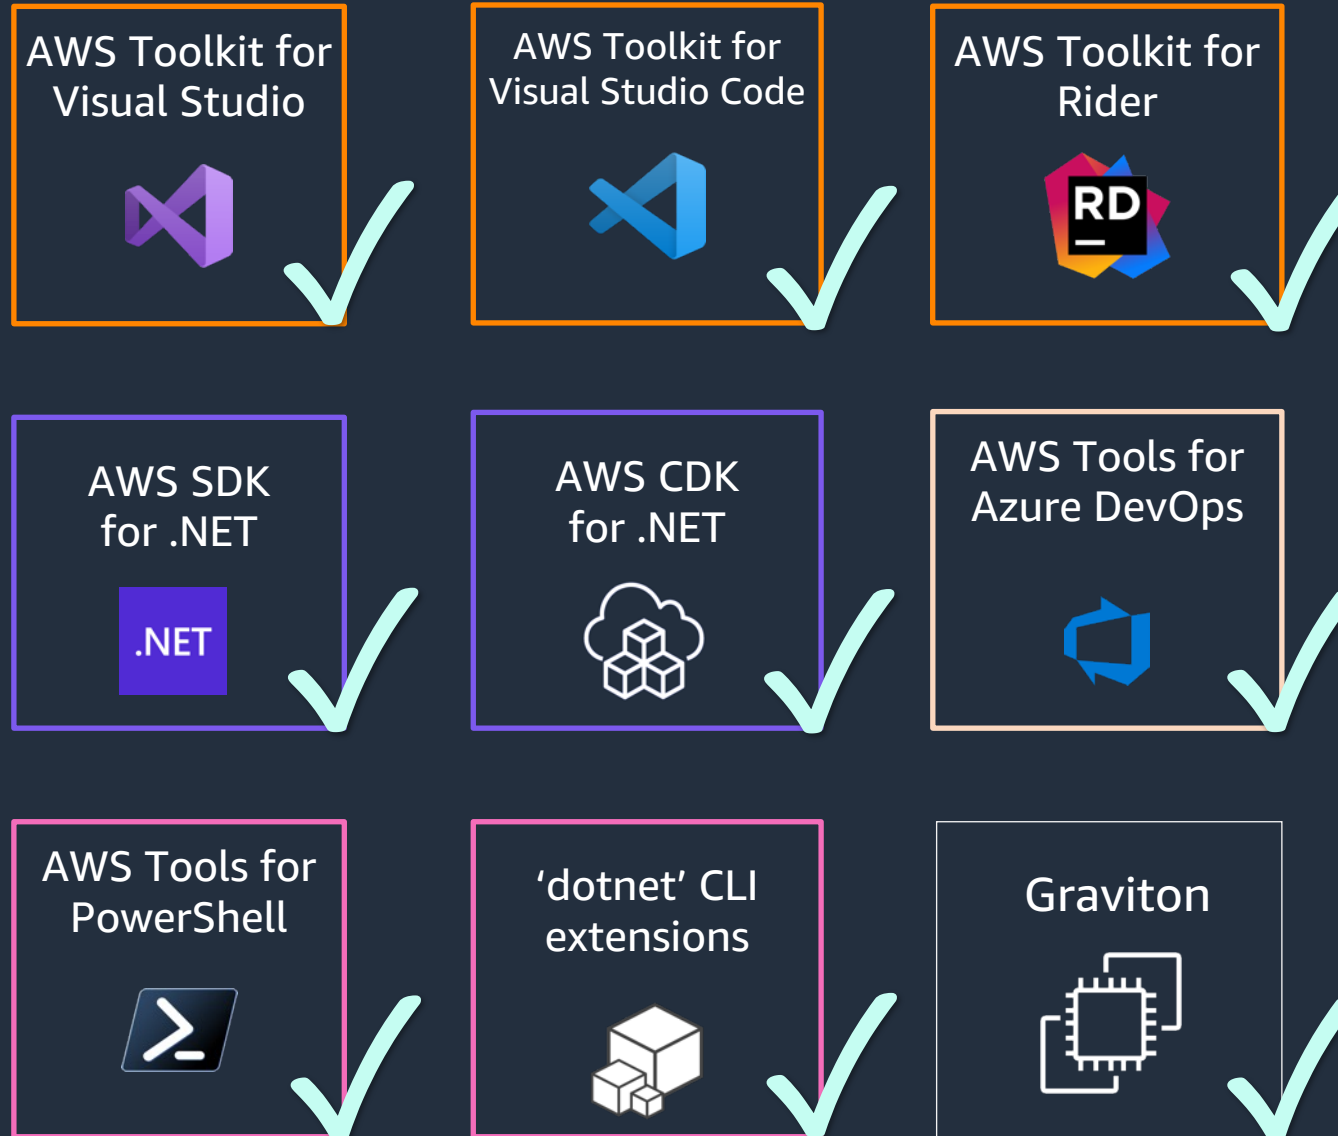 AWS Toolkit for
Visual Studio
AWS Toolkit for
Visual Studio Code
AWS Toolkit for
Rider
RD
AWS SDK
for .NET
.NET
AWS CDK
for .NET
AWS Tools for
Azure DevOps
AWS Tools for
PowerShell
‘dotnet’ CLI
extensions
Graviton